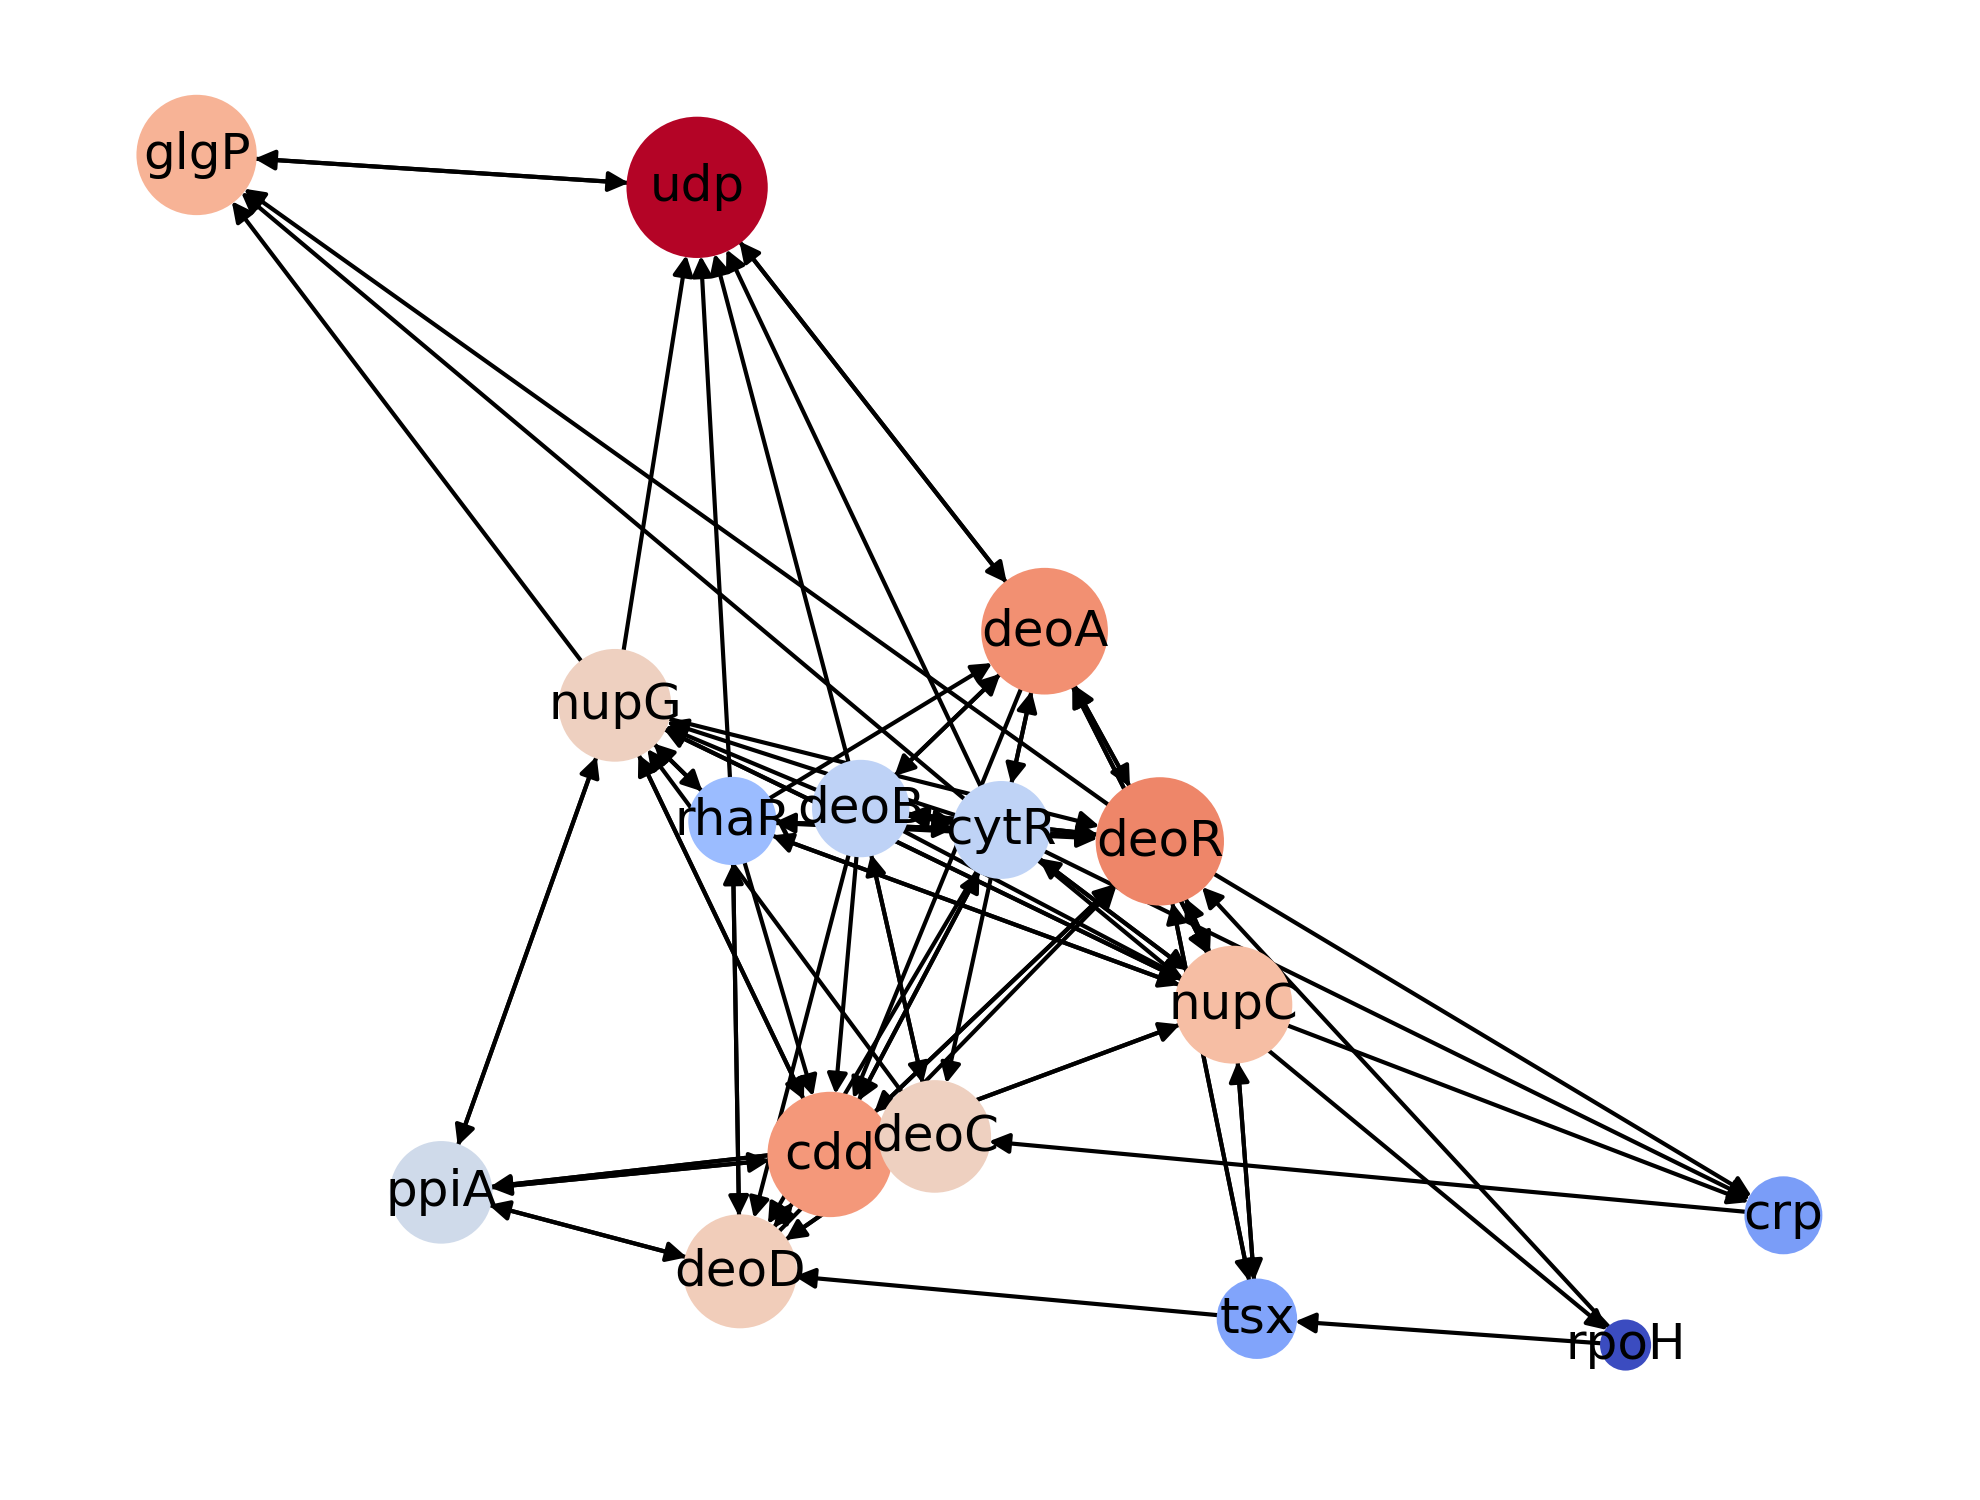 glgP
udp
deoA
nupG
rhaR
deoB
cytR
deoR
nupC
cdd
deoC
ppiA
deoD
crp
tsx
rpoH